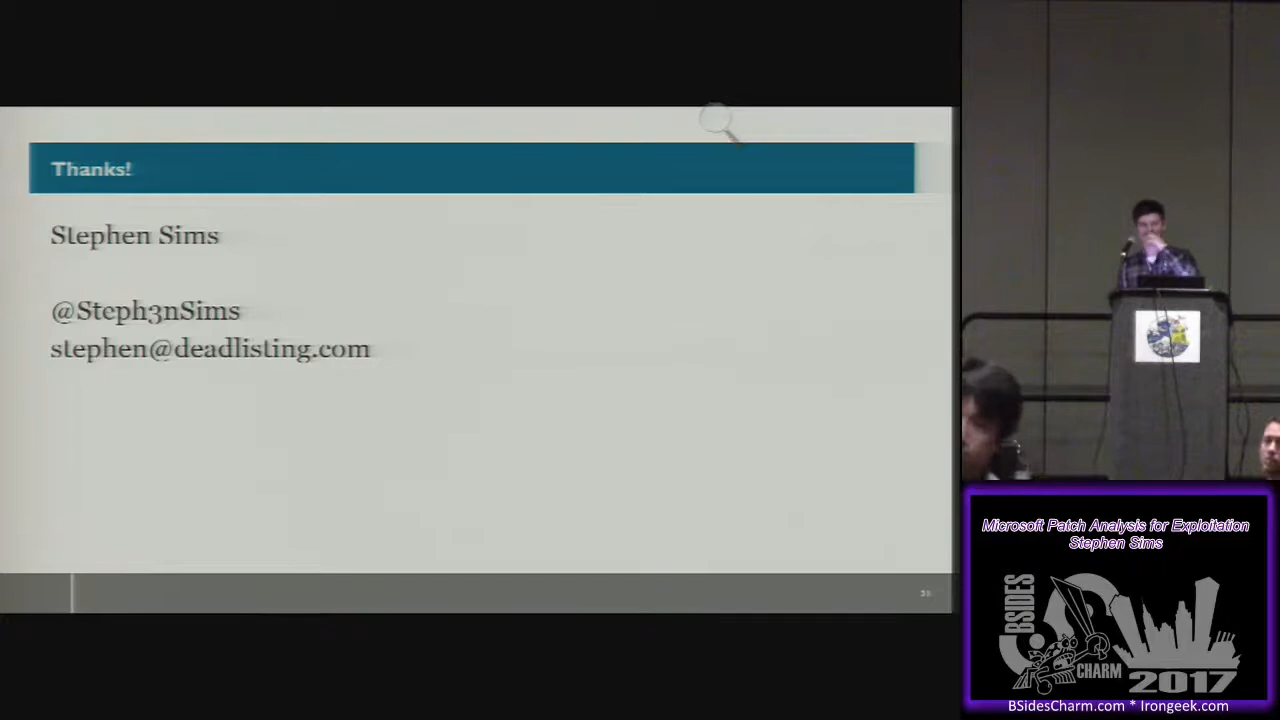 Thanks!
Stephen Sims
@Steph3nSims
stephen@deadlisting.com
Microsoft Patch Analysis for Exploitation
Stephen Sims
BSIDES
CHARM
2017
BSidesCharm.com * Irongeek.com